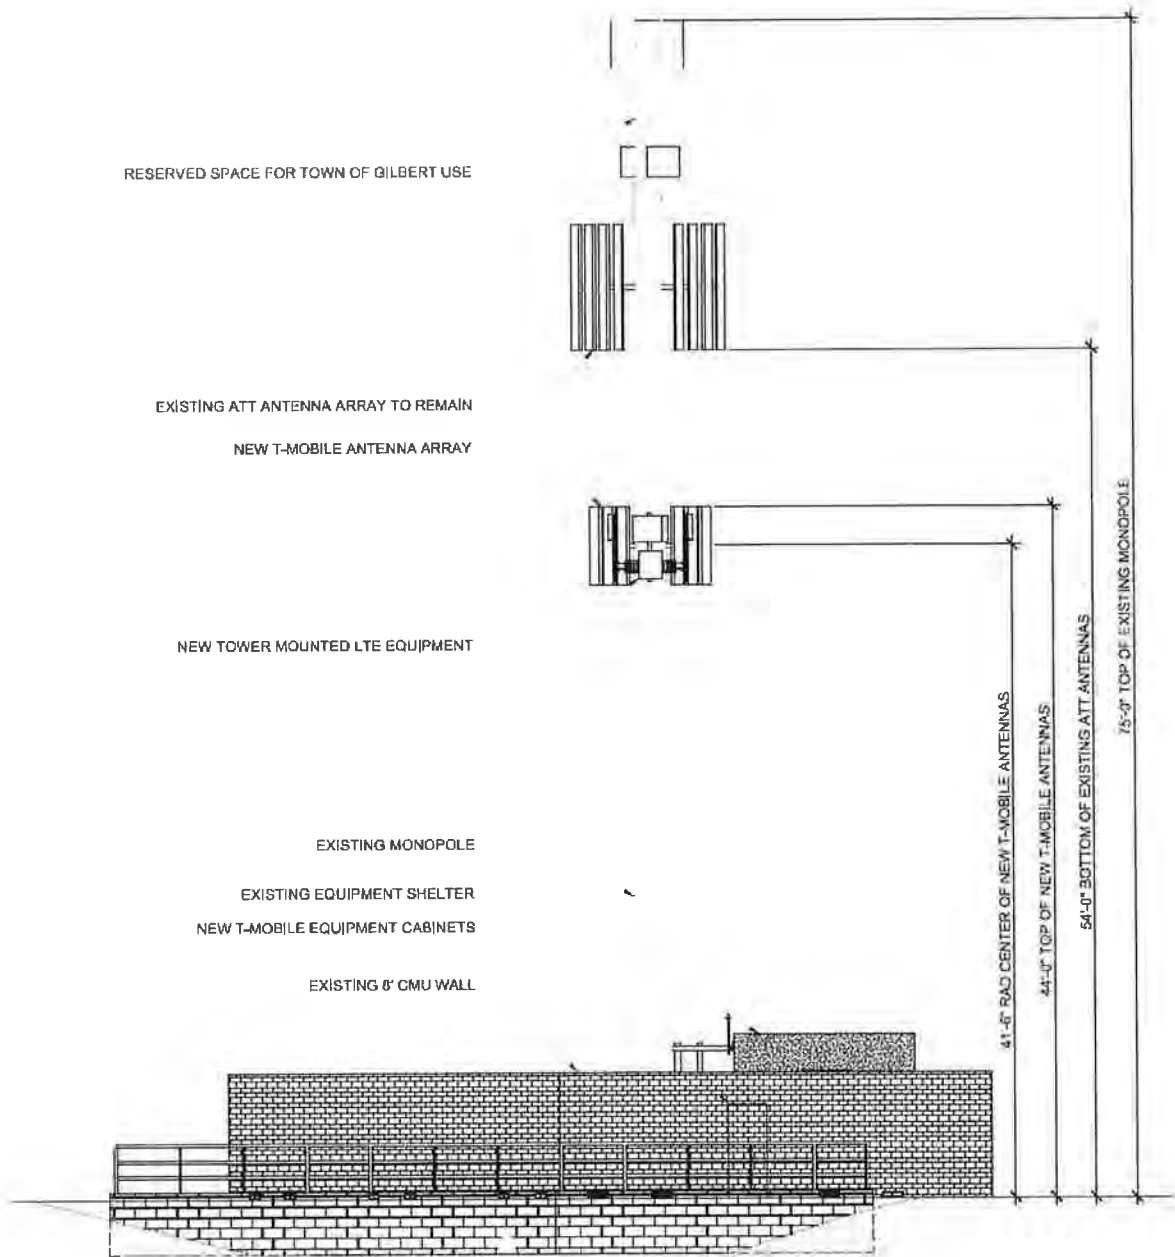 RESERVED SPACE FOR TOWN OF GILBERT USE
EXISTING ATT ANTENNA ARRAY TO REMAIN
NEW T-MOBILE ANTENNA ARRAY
NEW TOWER MOUNTED LTE EQUIPMENT
EXISTING MONOPOLE
EXISTING EQUIPMENT SHELTER
NEW T-MOBILE EQUIPMENT CABINETS
EXISTING 8' CMU WALL
41'-6" RAD CENTER OF NEW T-MOBILE ANTENNAS
44'-0" TOP OF NEW T-MOBILE ANTENNAS
54'-0" BOTTOM OF EXISTING ATT ANTENNAS
75'-0" TOP OF EXISTING MONOPOLE